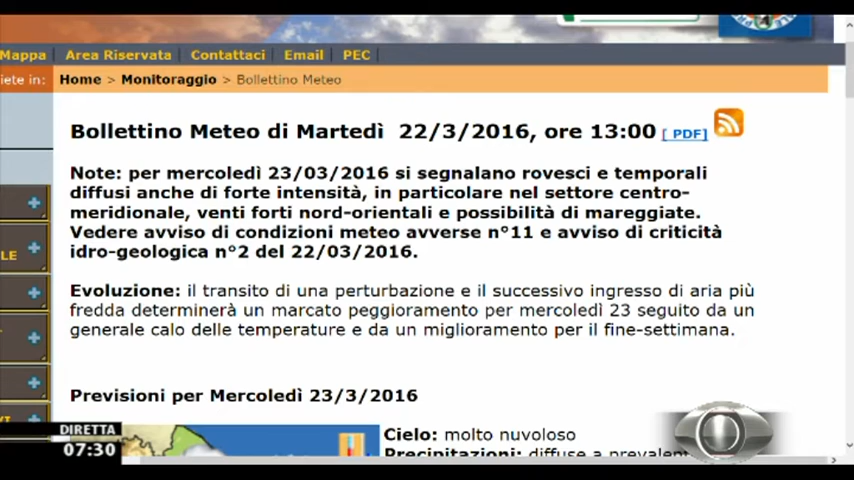 Mappa Area Riservata Contattaci Email PEC
iete in: Home > Monitoraggio > Bollettino Meteo
Bollettino Meteo di Martedì 22/3/2016, ore 13:00 [ PDF]
Note: per mercoledì 23/03/2016 si segnalano rovesci e temporali
diffusi anche di forte intensità, in particolare nel settore centro-
meridionale, venti forti nord-orientali e possibilità di mareggiate.
Vedere avviso di condizioni meteo avverse n°11 e avviso di criticità
idro-geologica n°2 del 22/03/2016.
LE
Evoluzione: il transito di una perturbazione e il successivo ingresso di aria più
fredda determinerà un marcato peggioramento per mercoledì 23 seguito da un
generale calo delle temperature e da un miglioramento per il fine-settimana.
Previsioni per Mercoledì 23/3/2016
DIRETTA
07:30
Cielo: molto nuvoloso
Precipitazioni: diffuse a prevalent